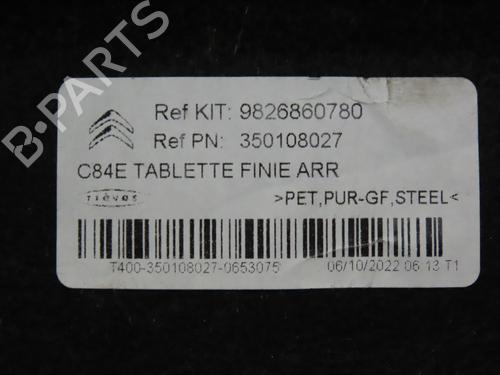 Ref KIT: 9826860780
Ref PN: 350108027
C84E TABLETTE FINIE ARR
treves
>PET,PUR-GF,STEEL<
T400-350108027-0653075
06/10/2022 06:13 T1
B-PARTS